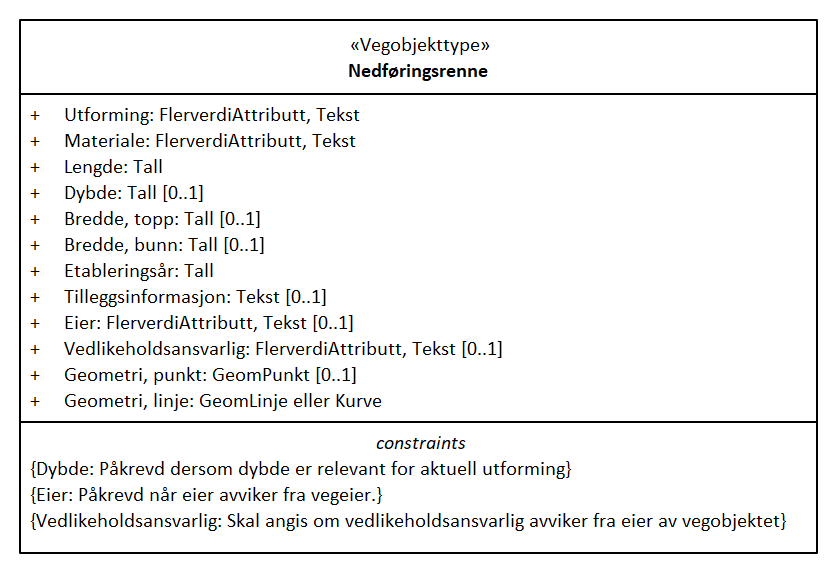 «Vegobjekttype»
Nedføringsrenne
+ Utforming: FlerverdiAttributt, Tekst
+ Materiale: FlerverdiAttributt, Tekst
+ Lengde: Tall
+ Dybde: Tall [0..1]
+ Bredde, topp: Tall [0..1]
+ Bredde, bunn: Tall [0..1]
+ Etableringsår: Tall
+ Tilleggsinformasjon: Tekst [0..1]
+ Eier: FlerverdiAttributt, Tekst [0..1]
+ Vedlikeholdsansvarlig: FlerverdiAttributt, Tekst [0..1]
+ Geometri, punkt: GeomPunkt [0..1]
+ Geometri, linje: GeomLinje eller Kurve
constraints
{Dybde: Påkrevd dersom dybde er relevant for aktuell utforming}
{Eier: Påkrevd når eier avviker fra vegeier.}
{Vedlikeholdsansvarlig: Skal angis om vedlikeholdsansvarlig avviker fra eier av vegobjektet}